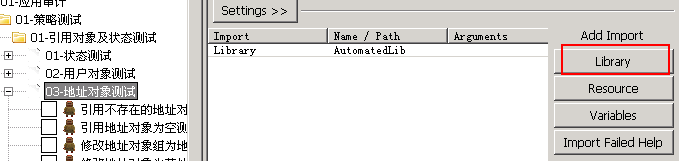 01-应用审计
01-策略测试
01-引用对象及状态测试
01-状态测试
02-用户对象测试
03-地址对象测试
引用不存在的地址对
引用地址对象为空测
修改地址对象组为地
Settings >>
Import Name / Path Arguments
Library AutomatedLib
Add Import
Library
Resource
Variables
Import Failed Help